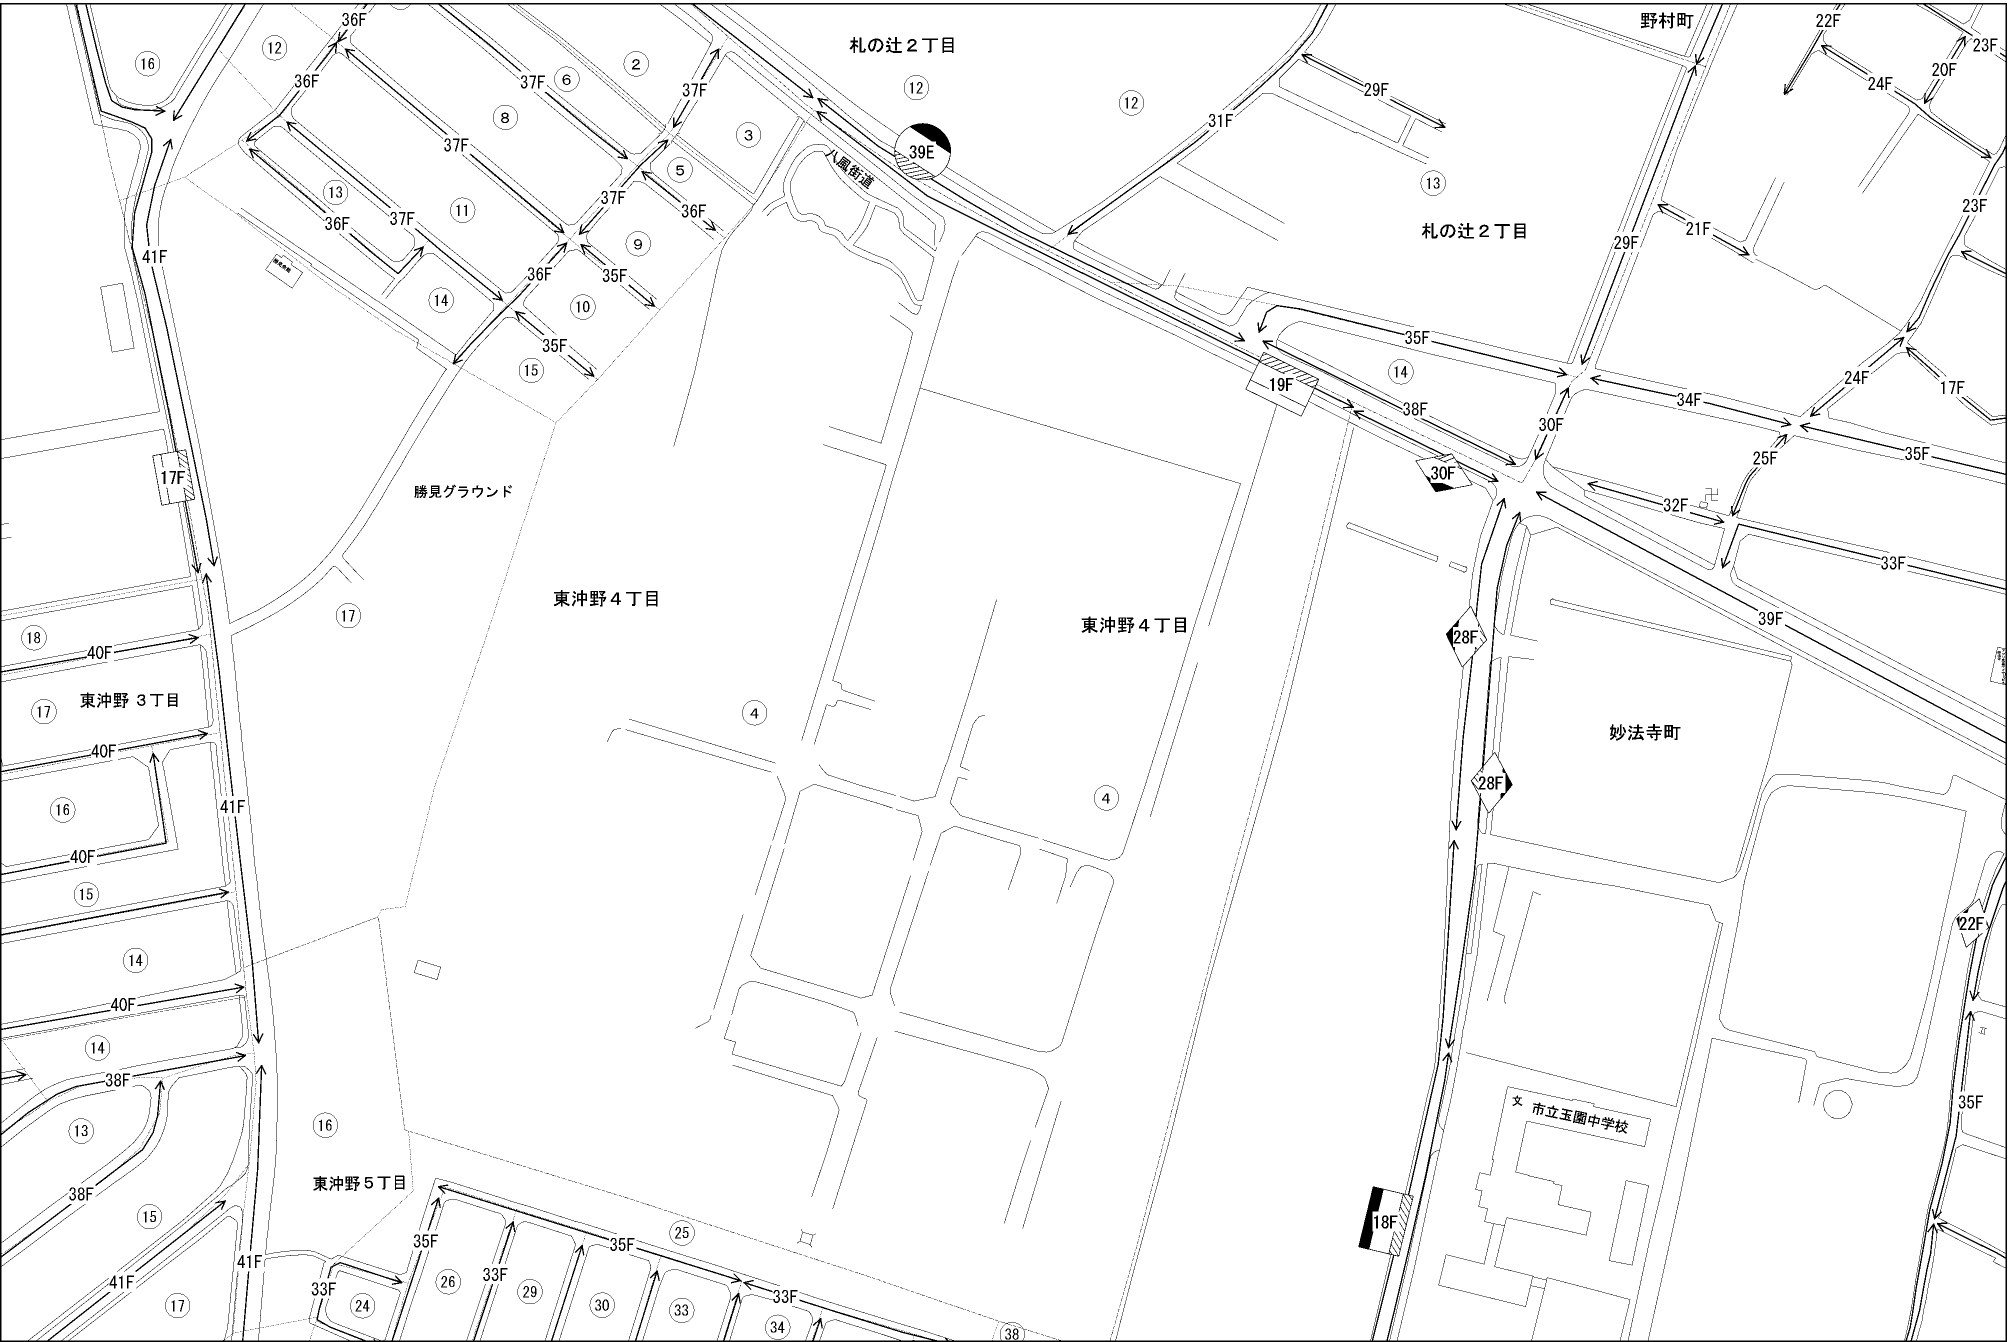 36F
22F
野村町
札の辻２丁目
23F
⑫
⑯
②
⑥
37F
20F
36F
37F
⑫
29F
24F
⑫
⑧
31F
③
37F
39E
八風街道
⑤
⑬
⑬
37F
36F
⑪
37F
36F
23F
21F
札の辻２丁目
29F
⑨
41F
36F
35F
⑭
⑩
35F
35F
⑮
⑭
19F
24F
17F
34F
38F
30F
35F
25F
17F
30F
勝見グラウンド
32F
33F
東沖野４丁目
⑰
39F
東沖野４丁目
⑱
28F
40F
東沖野３丁目
⑰
④
妙法寺町
40F
28F
④
41F
⑯
40F
⑮
22F
⑭
40F
⑭
38F
35F
文 市立玉園中学校
⑯
⑬
東沖野５丁目
38F
⑮
18F
㉕
35F
35F
41F
33F
41F
33F
㉖
㉙
33F
㉔
⑰
㉚
㉝
㉞
㊳